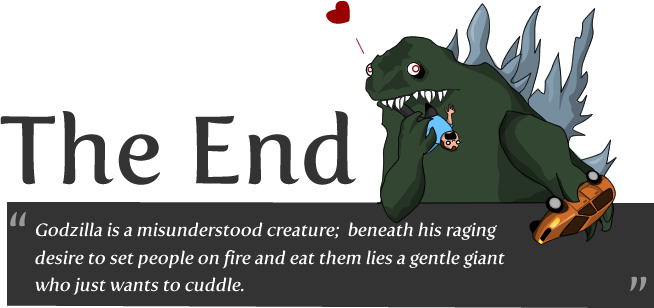 The End
“
Godzilla is a misunderstood creature; beneath his raging
desire to set people on fire and eat them lies a gentle giant
who just wants to cuddle.
”